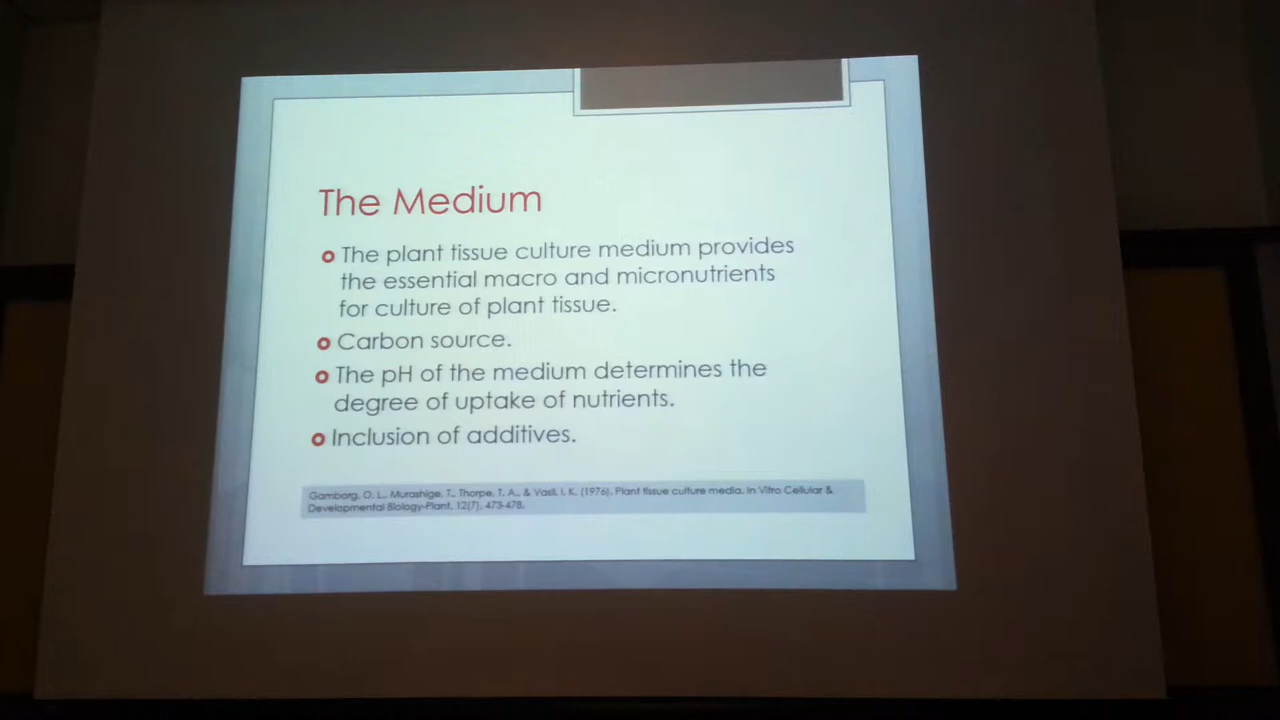 The Medium
The plant tissue culture medium provides
the essential macro and micronutrients
for culture of plant tissue.
Carbon source.
The pH of the medium determines the
degree of uptake of nutrients.
Inclusion of additives.
Gamborg, O. L., Murashige, T., Thorpe, T. A., & Vasil, I. K. (1976). Plant tissue culture media. In Vitro Cellular &
Developmental Biology-Plant, 12(7), 473-478.